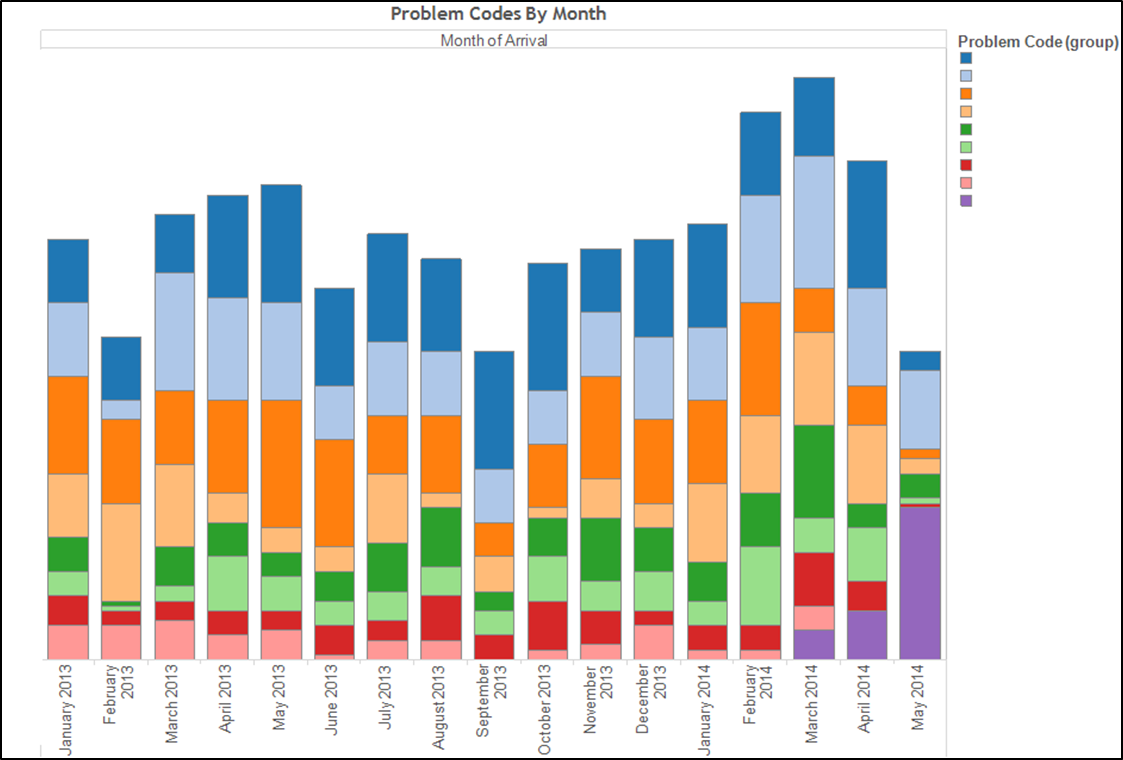 Problem Codes By Month
Month of Arrival
Problem Code (group)
January 2013
February
2013
March 2013
April 2013
May 2013
June 2013
July 2013
August 2013
September
2013
October 2013
November
2013
December
2013
January 2014
February
2014
March 2014
April 2014
May 2014